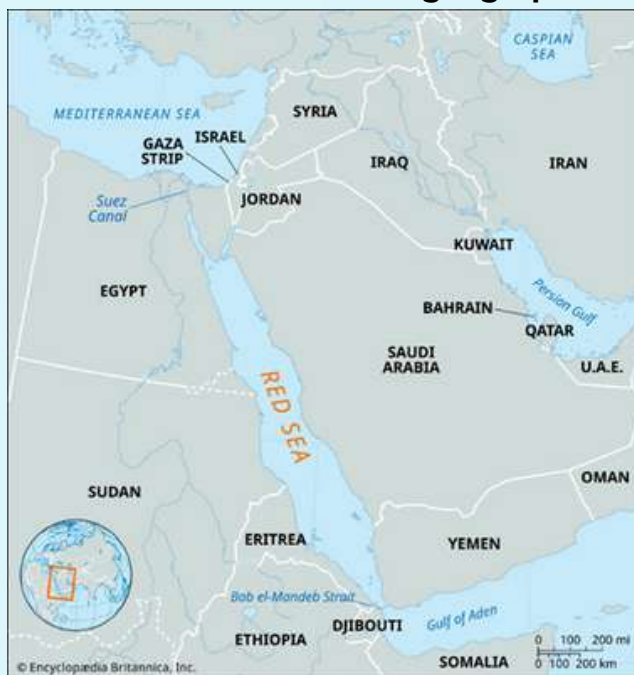 CASPIAN
SEA
MEDITERRANEAN SEA
SYRIA
GAZA
STRIP
ISRAEL
IRAQ
IRAN
Suez
Canal
JORDAN
KUWAIT
EGYPT
Persion Gulf
BAHRAIN
QATAR
SAUDI
ARABIA
U.A.E.
RED SEA
OMAN
SUDAN
ERITREA
YEMEN
Bab el-Mandeb Strait
Gulf of Aden
DJIBOUTI
ETHIOPIA
SOMALIA
0 100 200 mi
0 100 200 km
© Encyclopædia Britannica, Inc.